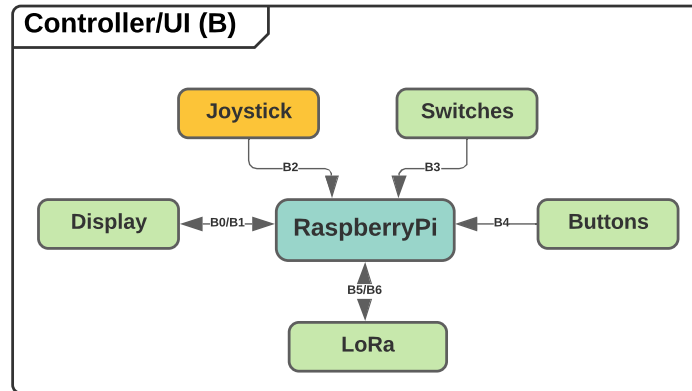 Controller/UI (B)
Joystick
Switches
B2
B3
Display
B0/B1
RaspberryPi
B4
Buttons
B5/B6
LoRa